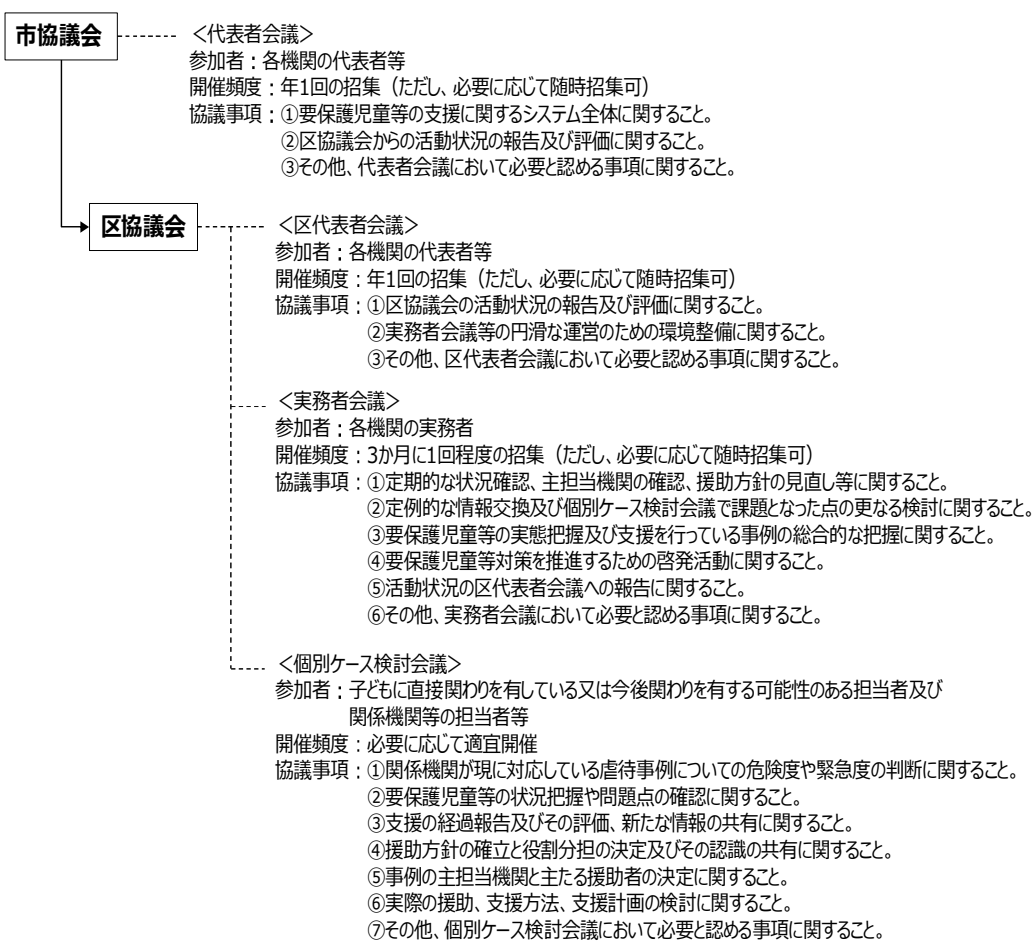 市協議会
＜代表者会議＞
参加者：各機関の代表者等
開催頻度：年1回の招集（ただし、必要に応じて随時招集可）
協議事項：①要保護児童等の支援に関するシステム全体に関すること。
②区協議会からの活動状況の報告及び評価に関すること。
③その他、代表者会議において必要と認める事項に関すること。
区協議会
＜区代表者会議＞
参加者：各機関の代表者等
開催頻度：年1回の招集（ただし、必要に応じて随時招集可）
協議事項：①区協議会の活動状況の報告及び評価に関すること。
②実務者会議等の円滑な運営のための環境整備に関すること。
③その他、区代表者会議において必要と認める事項に関すること。
＜実務者会議＞
参加者：各機関の実務者
開催頻度：3か月に1回程度の招集（ただし、必要に応じて随時招集可）
協議事項：①定期的な状況確認、主担当機関の確認、援助方針の見直し等に関すること。
②定例的な情報交換及び個別ケース検討会議で課題となった点の更なる検討に関すること。
③要保護児童等の実態把握及び支援を行っている事例の総合的な把握に関すること。
④要保護児童等対策を推進するための啓発活動に関すること。
⑤活動状況の区代表者会議への報告に関すること。
⑥その他、実務者会議において必要と認める事項に関すること。
＜個別ケース検討会議＞
参加者：子どもに直接関わりを有している又は今後関わりを有する可能性のある担当者及び
関係機関等の担当者等
開催頻度：必要に応じて適宜開催
協議事項：①関係機関が現に対応している虐待事例についての危険度や緊急度の判断に関すること。
②要保護児童等の状況把握や問題点の確認に関すること。
③支援の経過報告及びその評価、新たな情報の共有に関すること。
④援助方針の確立と役割分担の決定及びその認識の共有に関すること。
⑤事例の主担当機関と主たる援助者の決定に関すること。
⑥実際の援助、支援方法、支援計画の検討に関すること。
⑦その他、個別ケース検討会議において必要と認める事項に関すること。